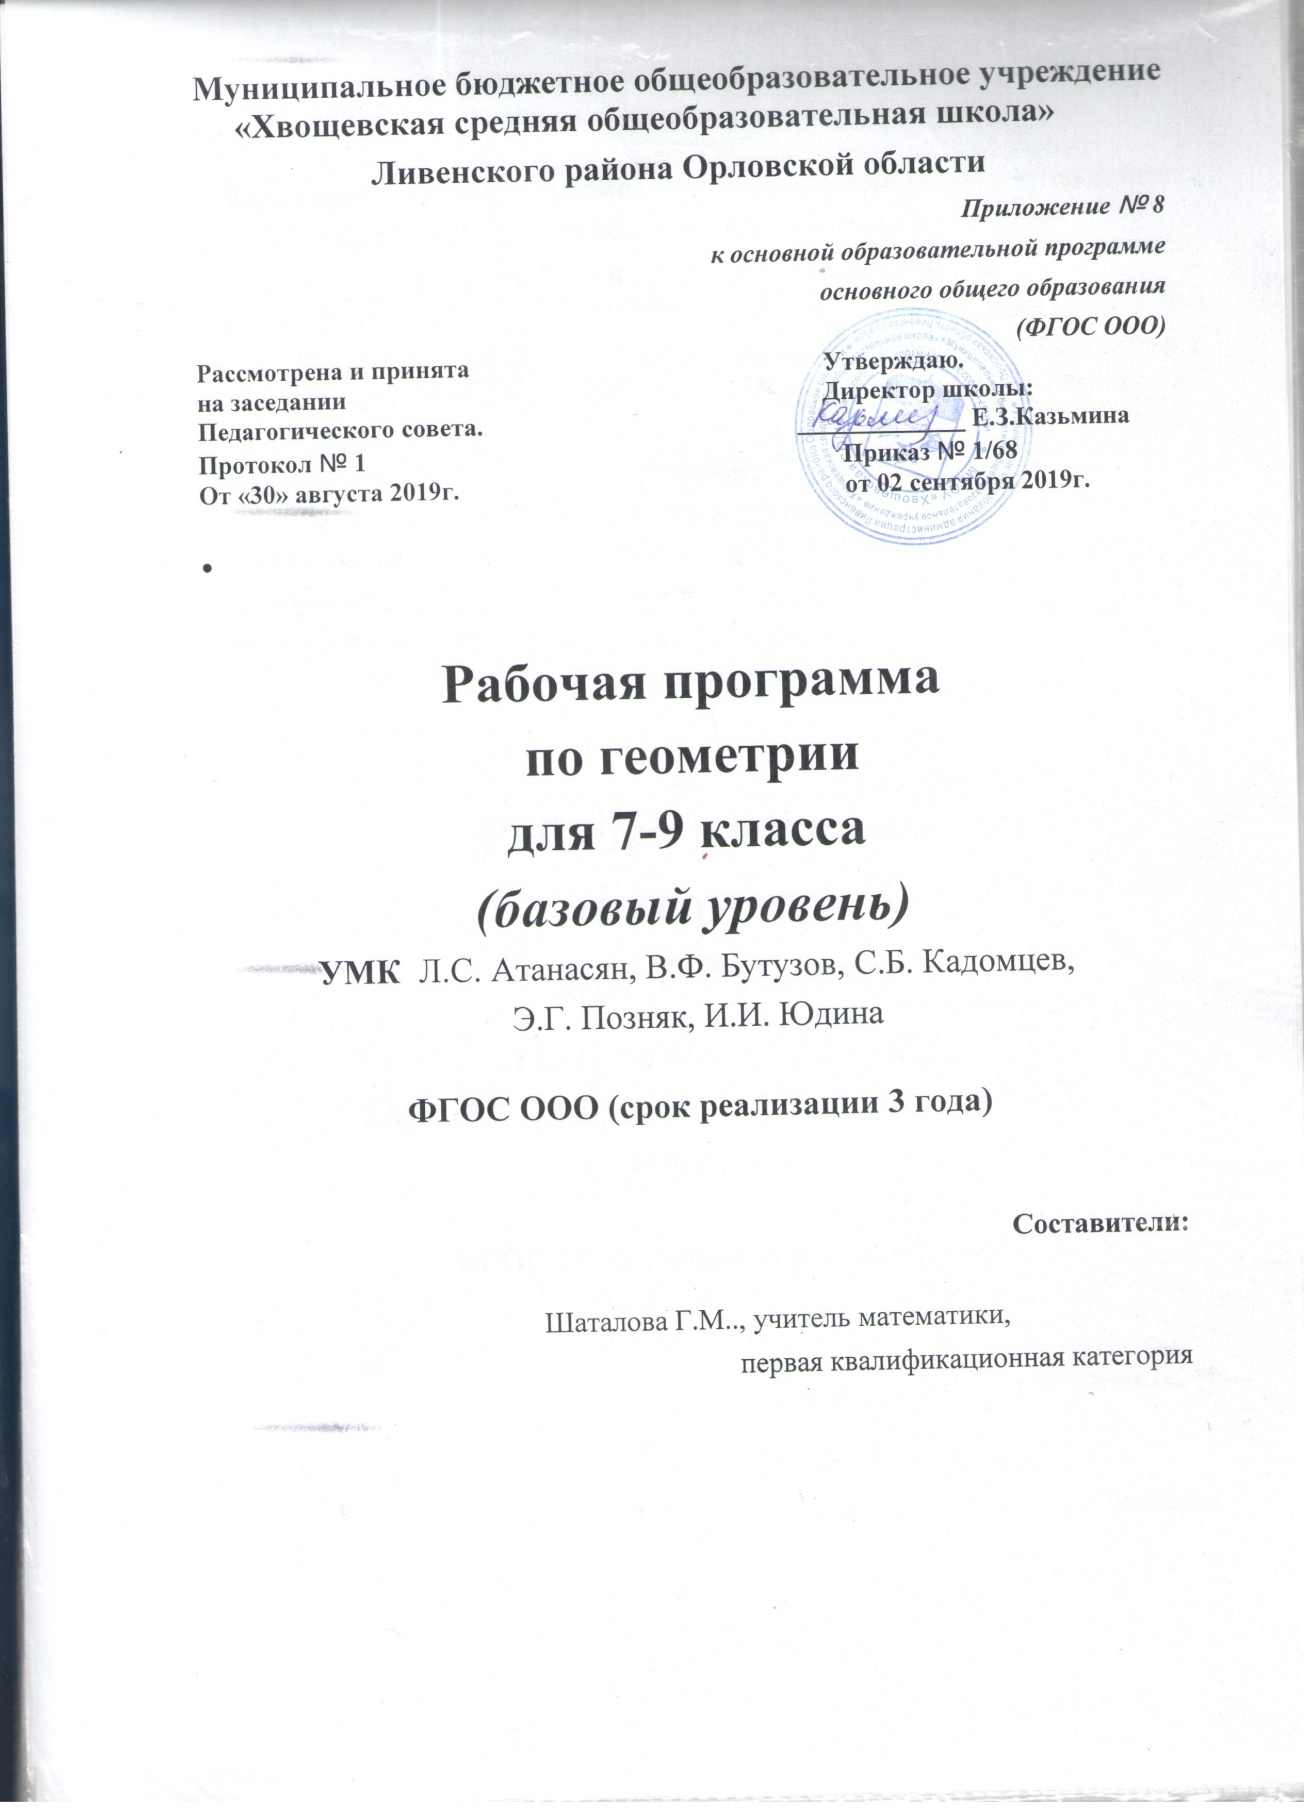 Муниципальное бюджетное общеобразовательное учреждение
«Хвощевская средняя общеобразовательная школа»
Ливенского района Орловской области
Приложение № 8
к основной образовательной программе
основного общего образования
(ФГОС ООО)
Рассмотрена и принята
на заседании
Педагогического совета.
Протокол № 1
От «30» августа 2019г.
Утверждаю.
Директор школы:
Е.З.Казьмина
Приказ № 1/68
от 02 сентября 2019г.
Рабочая программа
по геометрии
для 7-9 класса
(базовый уровень)
УМК Л.С. Атанасян, В.Ф. Бутузов, С.Б. Кадомцев,
Э.Г. Позняк, И.И. Юдина
ФГОС ООО (срок реализации 3 года)
Составители:
Шаталова Г.М.., учитель математики,
первая квалификационная категория